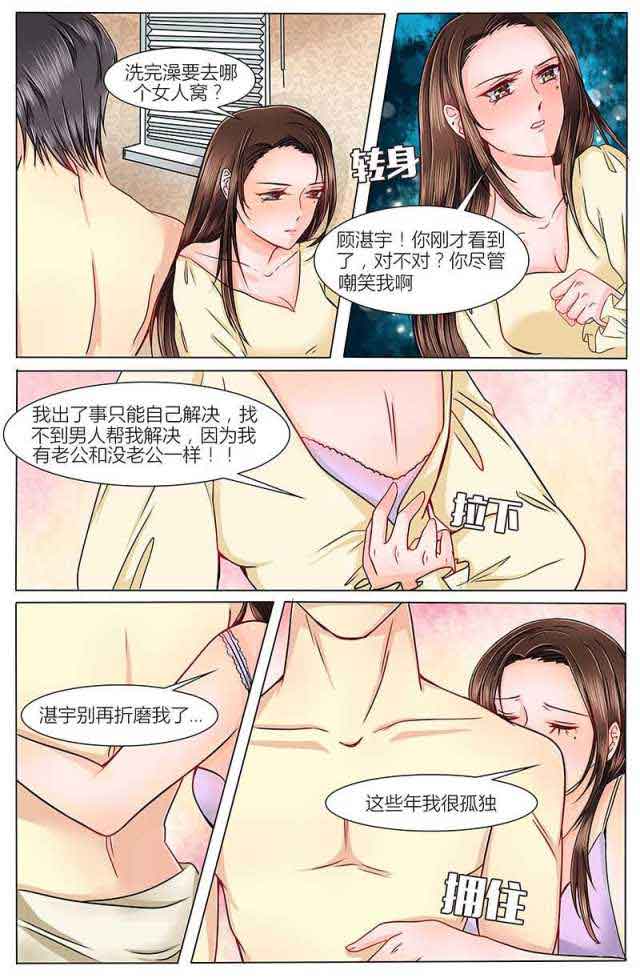 洗完澡要去哪
个女人窝？
转身
顾湛宇！你刚才看到
了，对不对？你尽管
嘲笑我啊
我出了事只能自己解决，找
不到男人帮我解决，因为我
有老公和没老公一样！！
拉下
湛宇别再折磨我了...
这些年我很孤独
拥住